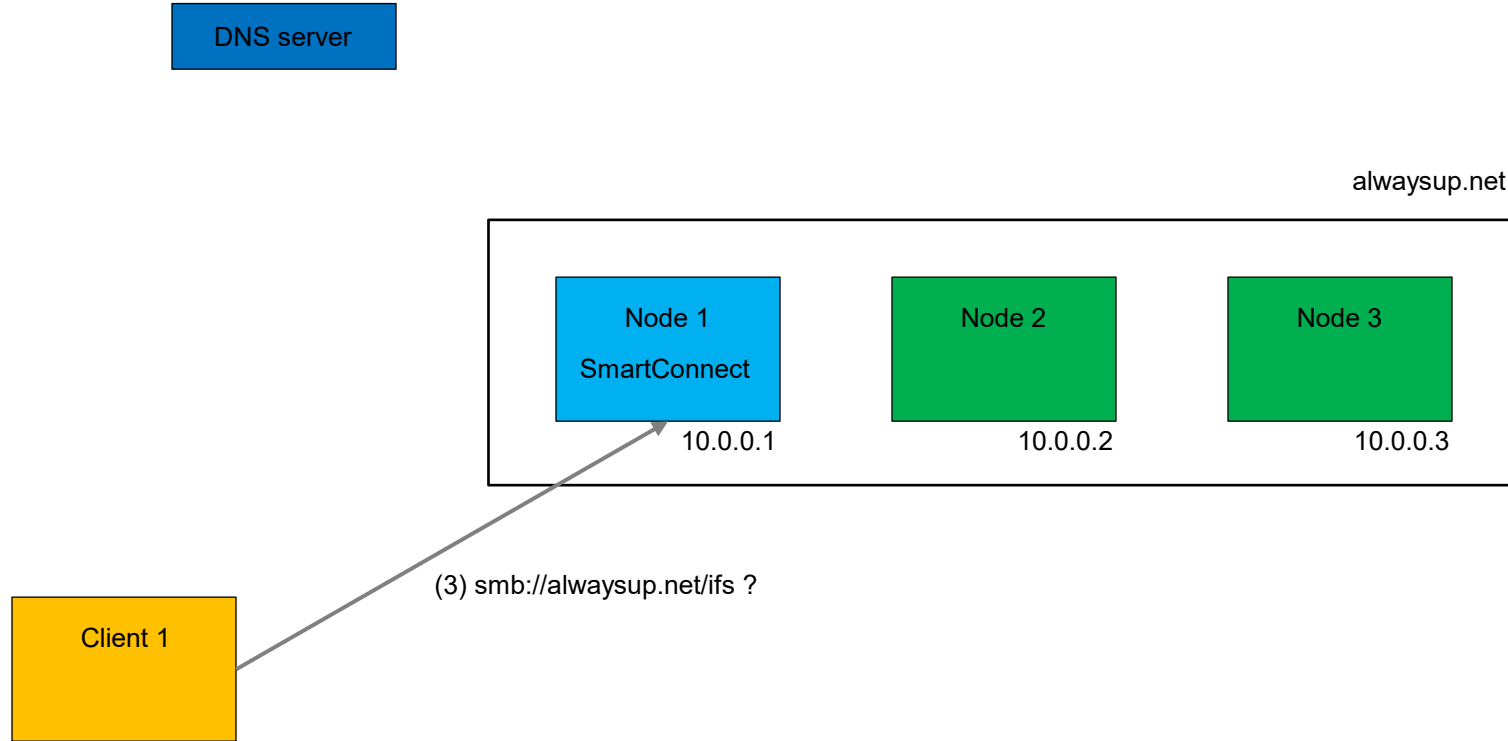 DNS server
alwaysup.net
Node 1
SmartConnect
Node 2
Node 3
10.0.0.1
10.0.0.2
10.0.0.3
(3) smb://alwaysup.net/ifs ?
Client 1